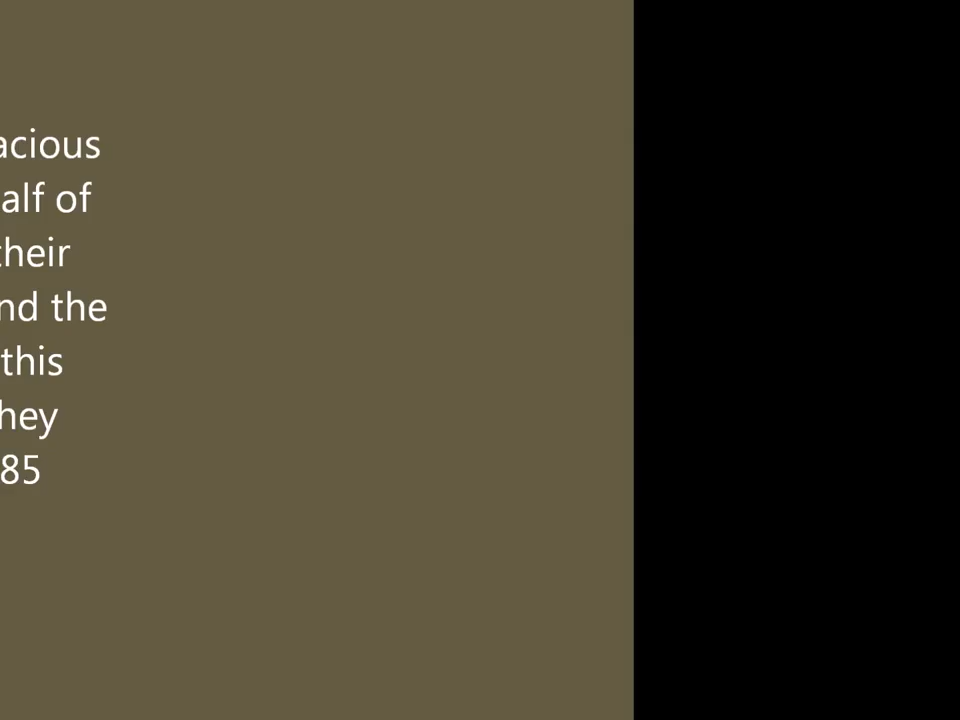 acious
alf of
their
nd the
this
hey
85